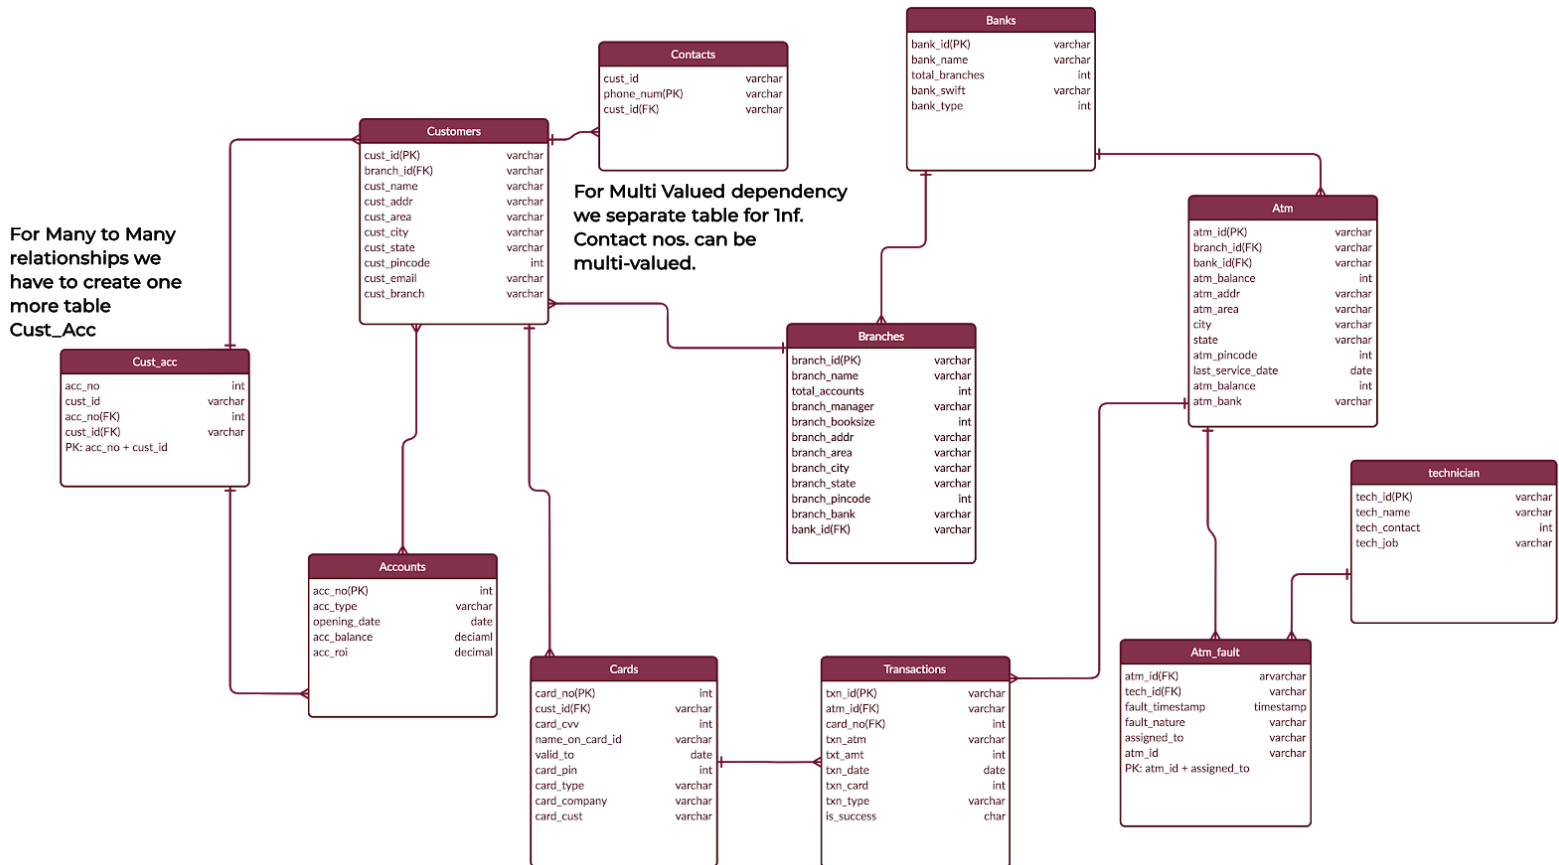 Banks
bank_id(PK) varchar
bank_name varchar
total_branches int
bank_swift varchar
bank_type int
Contacts
cust_id varchar
phone_num(PK) varchar
cust_id(FK) varchar
Customers
cust_id(PK) varchar
branch_id(FK) varchar
cust_name varchar
cust_addr varchar
cust_area varchar
cust_city varchar
cust_state varchar
cust_pincode int
cust_email varchar
cust_branch varchar
For Multi Valued dependency
we separate table for 1nf.
Contact nos. can be
multi-valued.
For Many to Many
relationships we
have to create one
more table
Cust_Acc
Atm
atm_id(PK) varchar
branch_id(FK) varchar
bank_id(FK) varchar
atm_balance int
atm_addr varchar
atm_area varchar
city varchar
state varchar
atm_pincode int
last_service_date date
atm_balance int
atm_bank varchar
Branches
branch_id(PK) varchar
branch_name varchar
total_accounts int
branch_manager varchar
branch_booksize int
branch_addr varchar
branch_area varchar
branch_city varchar
branch_state varchar
branch_pincode int
branch_bank varchar
bank_id(FK) varchar
Cust_acc
acc_no int
cust_id varchar
acc_no(FK) int
cust_id(FK) varchar
PK: acc_no + cust_id
technician
tech_id(PK) varchar
tech_name varchar
tech_contact int
tech_job varchar
Accounts
acc_no(PK) int
acc_type varchar
opening_date date
acc_balance deciaml
acc_roi decimal
Cards
card_no(PK) int
cust_id(FK) varchar
card_cvv int
name_on_card_id varchar
valid_to date
card_pin int
card_type varchar
card_company varchar
card_cust varchar
Transactions
txn_id(PK) varchar
atm_id(FK) varchar
card_no(FK) int
txn_atm varchar
txt_amt int
txn_date date
txn_card int
txn_type varchar
is_success char
Atm_fault
atm_id(FK) arvarchar
tech_id(FK) varchar
fault_timestamp timestamp
fault_nature varchar
assigned_to varchar
atm_id varchar
PK: atm_id + assigned_to